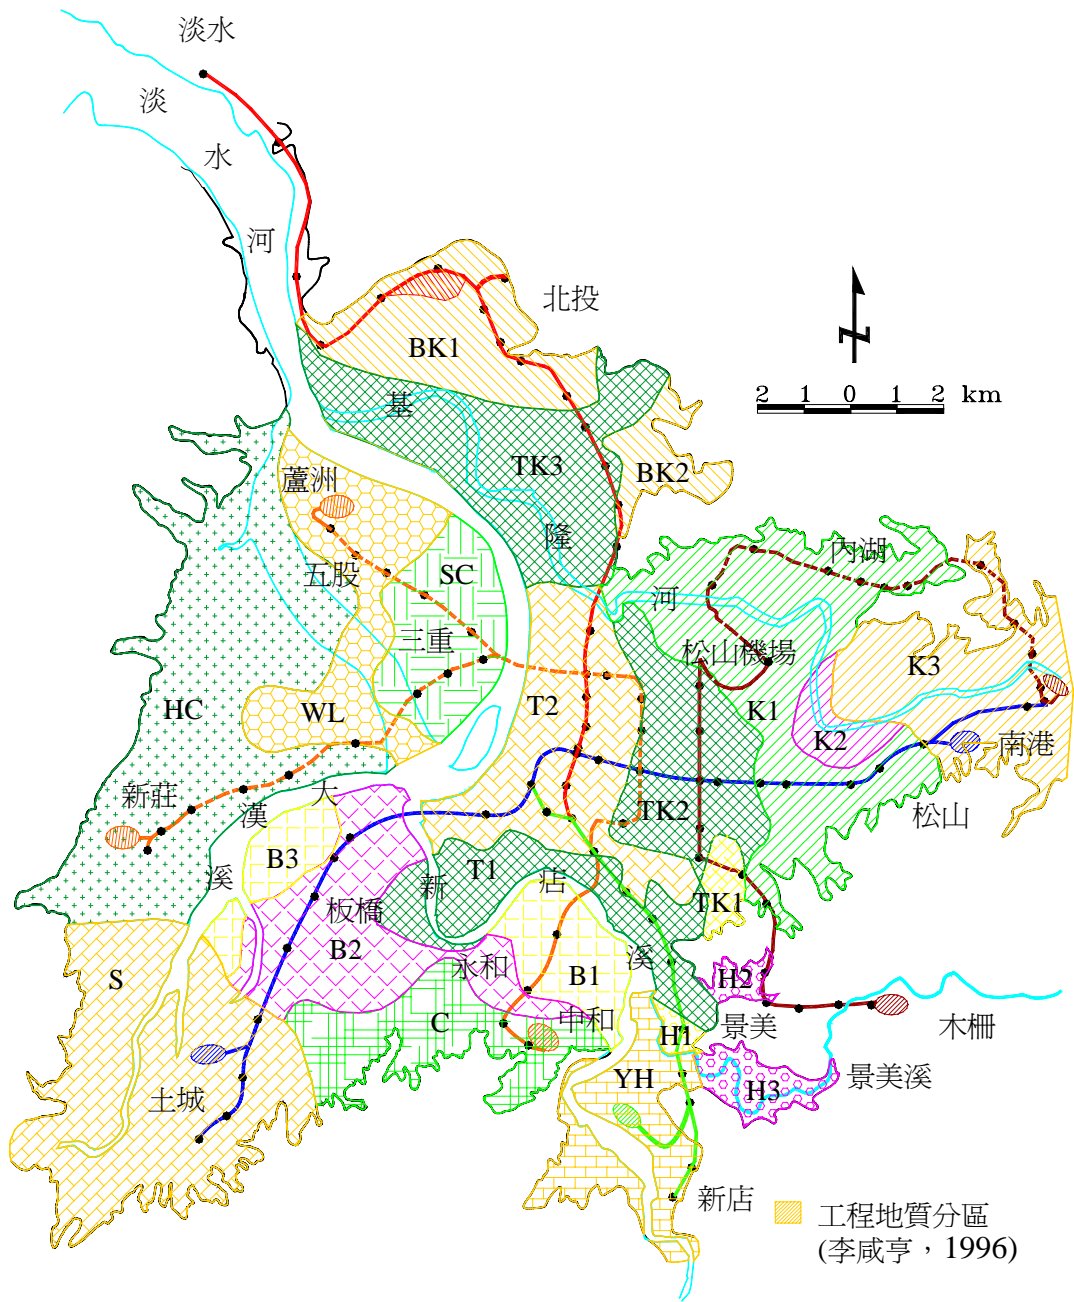 淡水
淡
水
河
北投
BK1
2 1 0 1 2 km
基
TK3
BK2
蘆洲
隆
內湖
五股
SC
河
三重
松山機場
K3
HC
WL
T2
K1
K2
南港
新莊
大
漢
TK2
松山
B3
T1
溪
新
店
板橋
TK1
B2
永和
溪
S
B1
H2
C
中和
H1
景美
木柵
YH
H3
景美溪
土城
新店
工程地質分區
(李咸亨，1996)